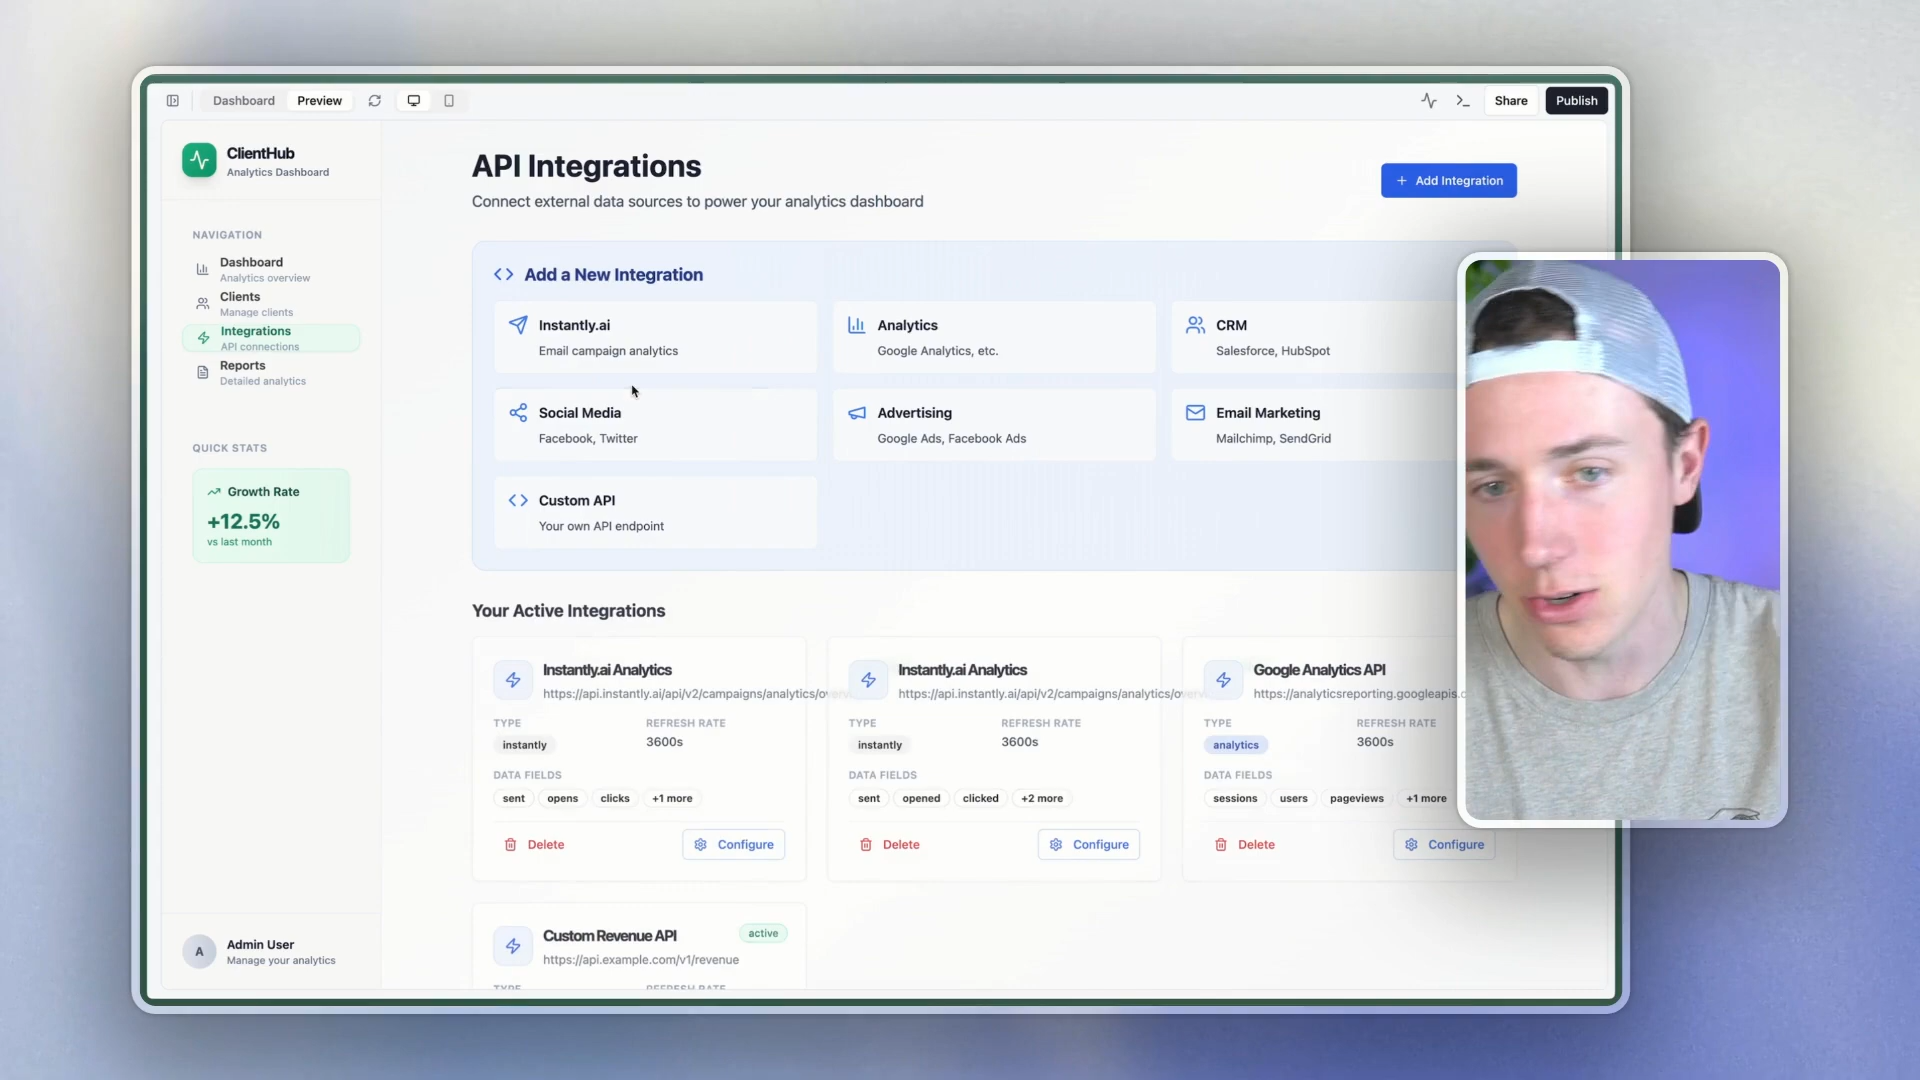 Dashboard Preview Share Publish
ClientHub
Analytics Dashboard
NAVIGATION
Dashboard
Analytics overview
Clients
Manage clients
Integrations
API connections
Reports
Detailed analytics
QUICK STATS
Growth Rate
+12.5%
vs last month
A
Admin User
Manage your analytics
API Integrations
Connect external data sources to power your analytics dashboard
+ Add Integration
Add a New Integration
Instantly.ai
Email campaign analytics
Analytics
Google Analytics, etc.
CRM
Salesforce, HubSpot
Social Media
Facebook, Twitter
Advertising
Google Ads, Facebook Ads
Email Marketing
Mailchimp, SendGrid
Custom API
Your own API endpoint
Your Active Integrations
Instantly.ai Analytics
https://api.instantly.ai/api/v2/campaigns/analytics/overv
TYPE REFRESH RATE
instantly 3600s
DATA FIELDS
sent opens clicks +1 more
Delete Configure
Instantly.ai Analytics
https://api.instantly.ai/api/v2/campaigns/analytics/overv
TYPE REFRESH RATE
instantly 3600s
DATA FIELDS
sent opened clicked +2 more
Delete Configure
Google Analytics API
https://analyticsreporting.googleapis.c
TYPE REFRESH RATE
analytics 3600s
DATA FIELDS
sessions users pageviews +1 more
Delete Configure
Custom Revenue API active
https://api.example.com/v1/revenue
TYPE REFRESH RATE